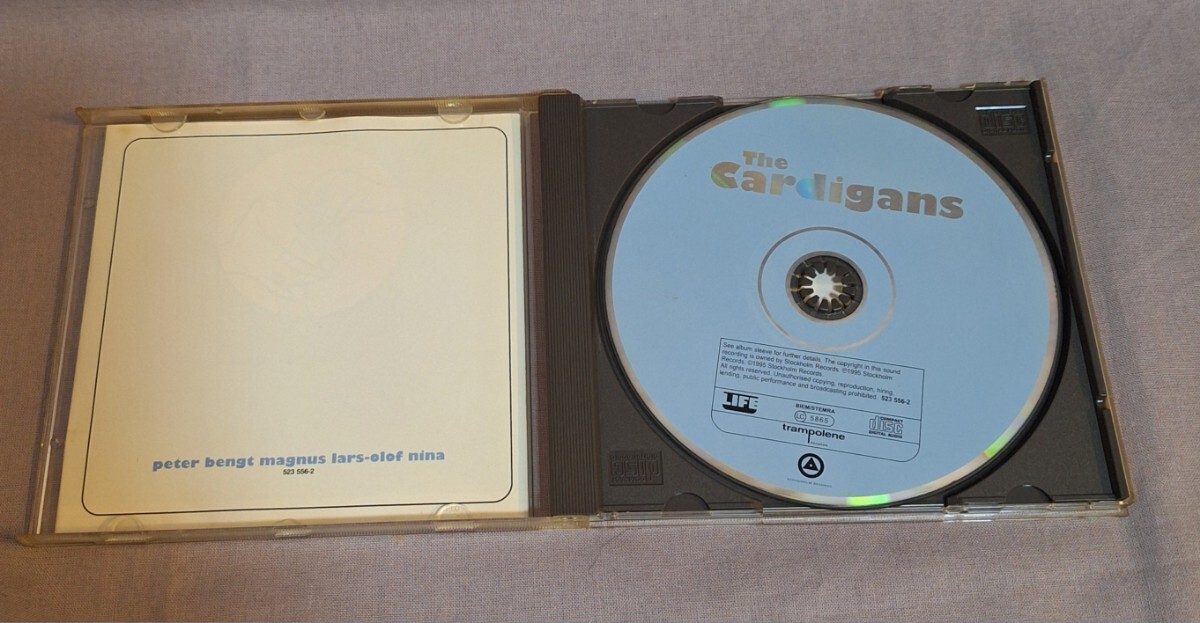 peter bengt magnus lars-olof nina
523 556-2
The
Cardigans
See album sleeve for further details. The copyright in this sound
recording is owned by Stockholm Records. ©1995 Stockholm
Records. ©1995 Stockholm Records.
All rights reserved. Unauthorised copying, reproduction, hiring,
lending, public performance and broadcasting prohibited. 523 556-2
LIFE
BIEM/STEMRA
LC 5865
COMPACT
disc
DIGITAL AUDIO
trampolene